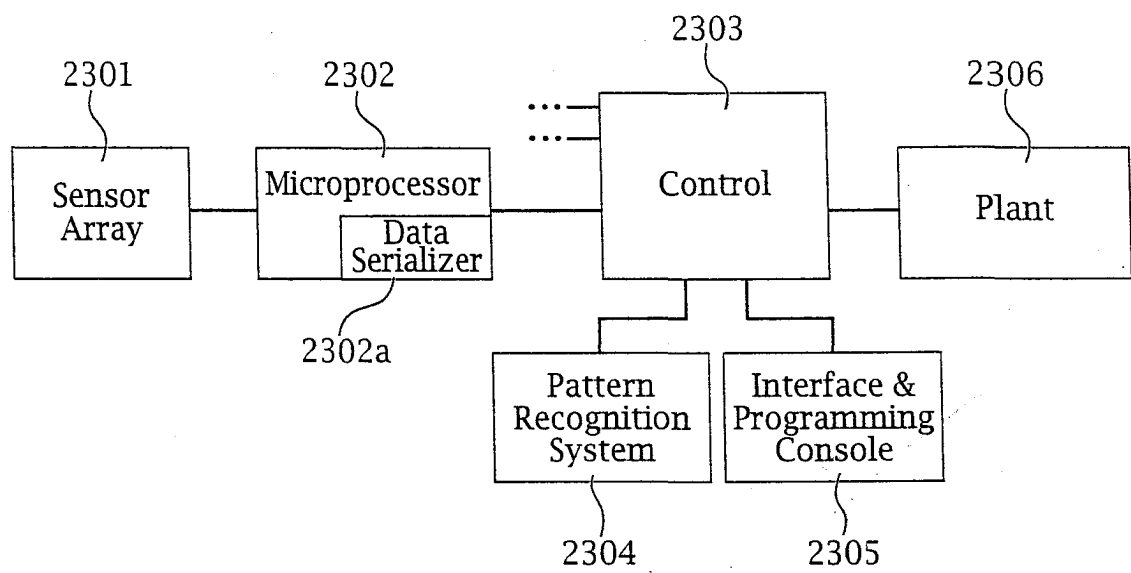 2303
2301
2302
2306
Sensor
Array
Microprocessor
Data
Serializer
Control
Plant
2302a
Pattern
Recognition
System
Interface &
Programming
Console
2304
2305